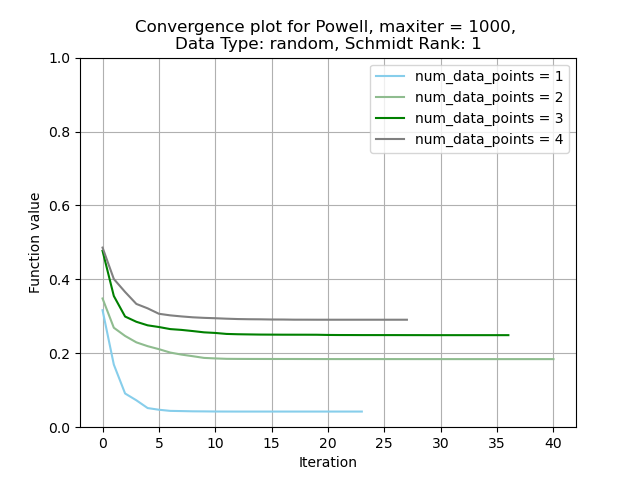 Convergence plot for Powell, maxiter = 1000,
Data Type: random, Schmidt Rank: 1
num_data_points = 1
num_data_points = 2
num_data_points = 3
num_data_points = 4
Function value
1.0
0.8
0.6
0.4
0.2
0.0
0 5 10 15 20 25 30 35 40
Iteration